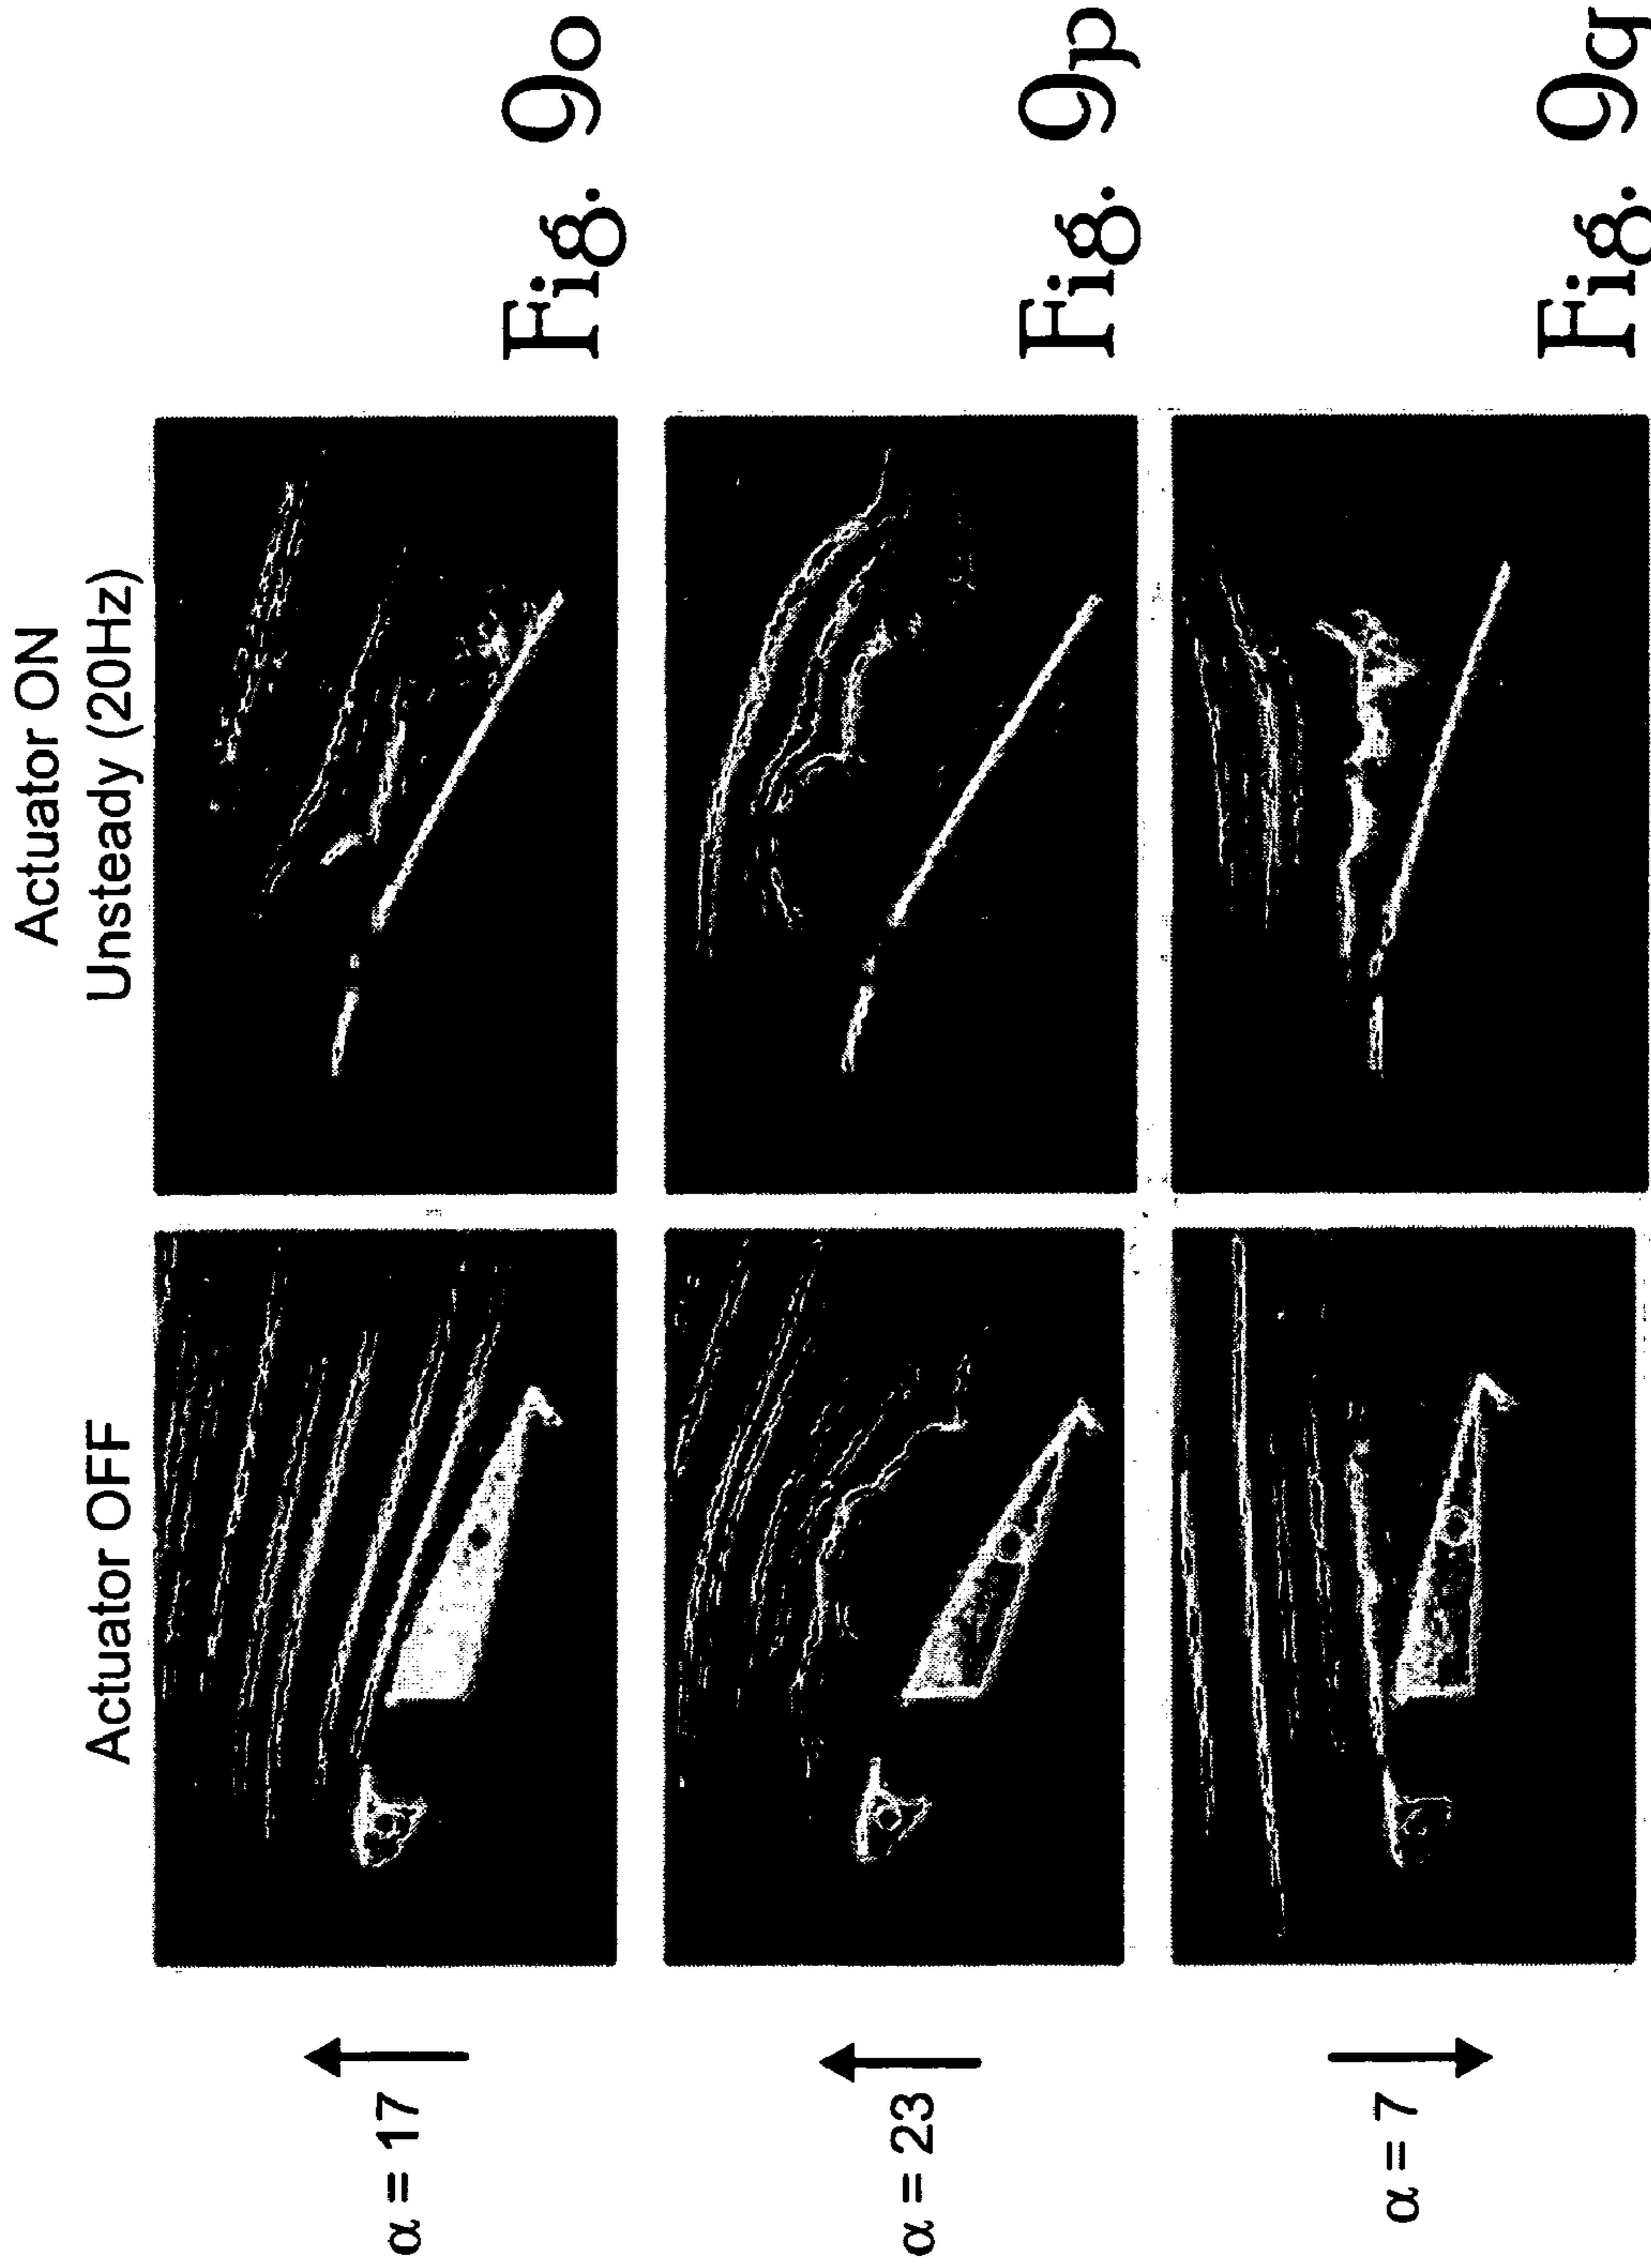 Actuator OFF
Actuator ON
Unsteady (20Hz)
α = 17
Fig. 9o
α = 23
Fig. 9p
α = 7
Fig. 9q